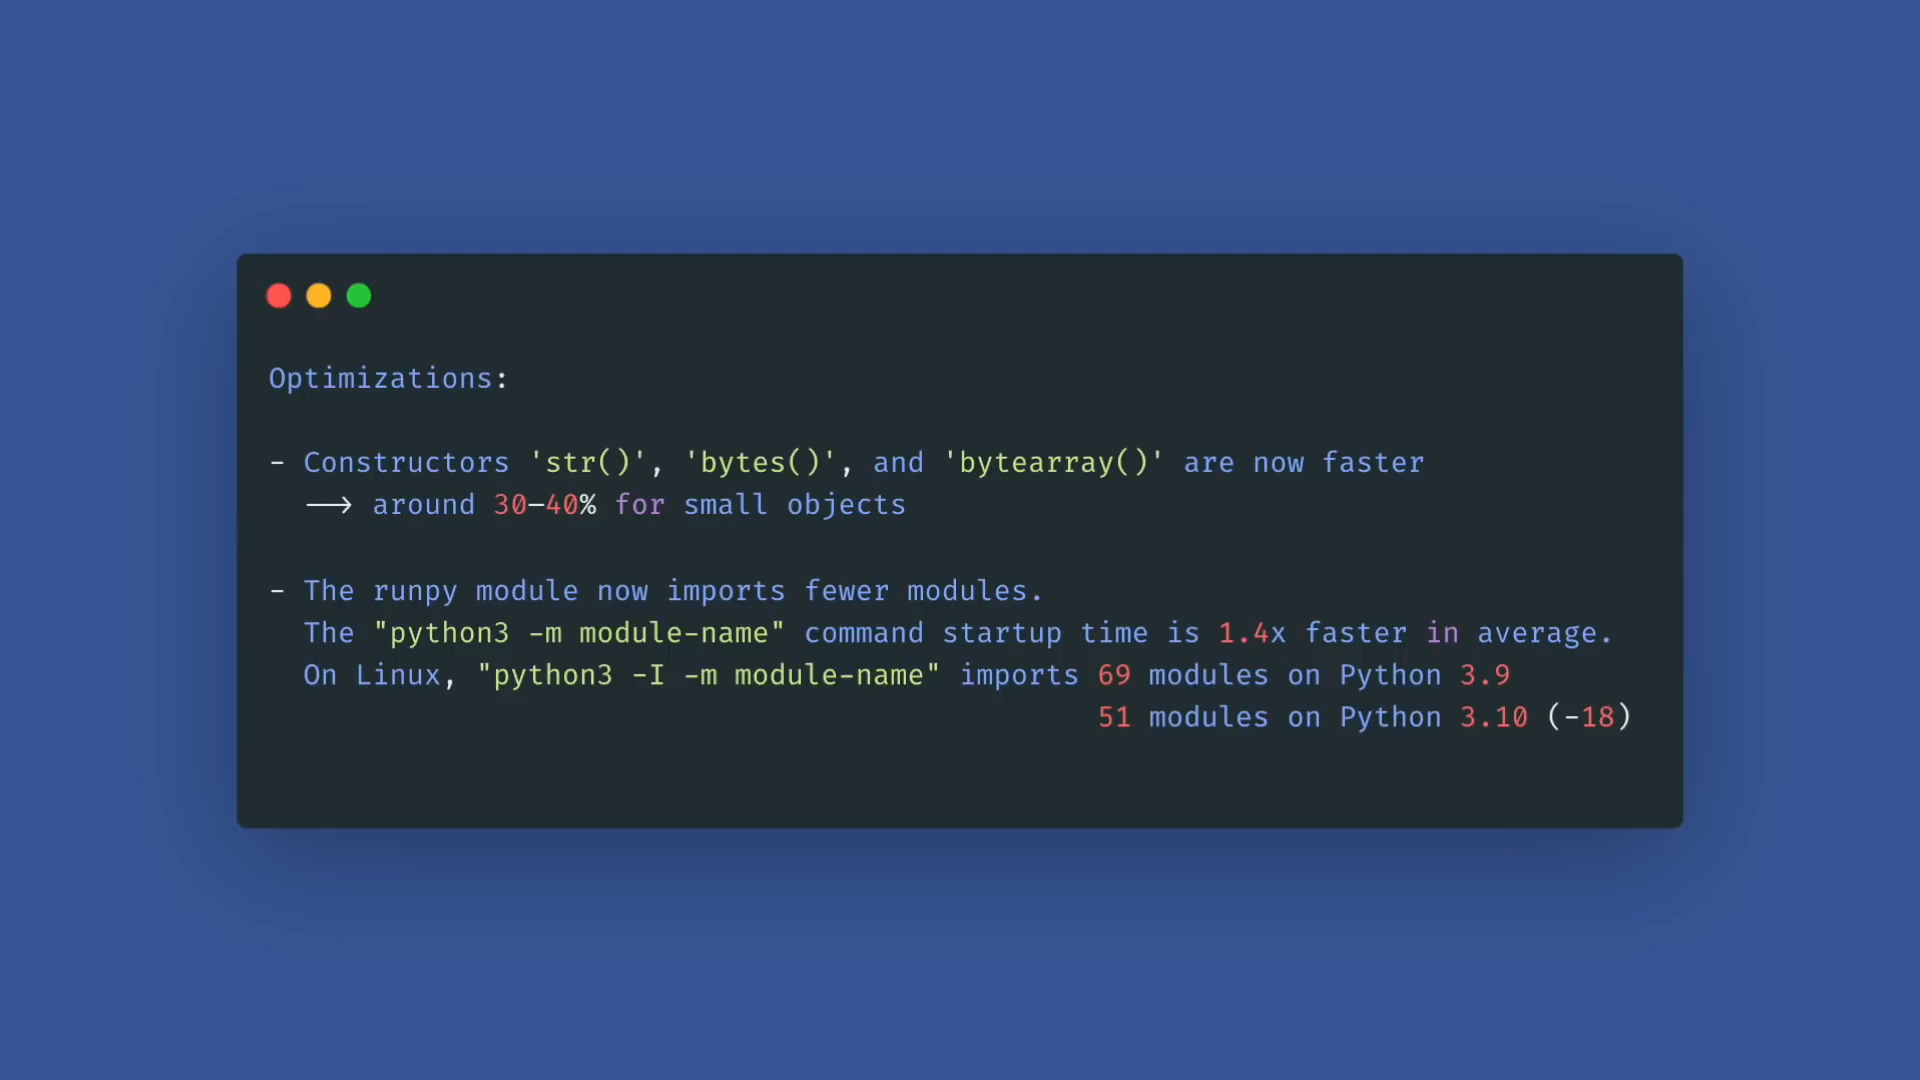 Optimizations:
- Constructors 'str()', 'bytes()', and 'bytearray()' are now faster
--> around 30-40% for small objects
- The runpy module now imports fewer modules.
The "python3 -m module-name" command startup time is 1.4x faster in average.
On Linux, "python3 -I -m module-name" imports 69 modules on Python 3.9
51 modules on Python 3.10 (-18)